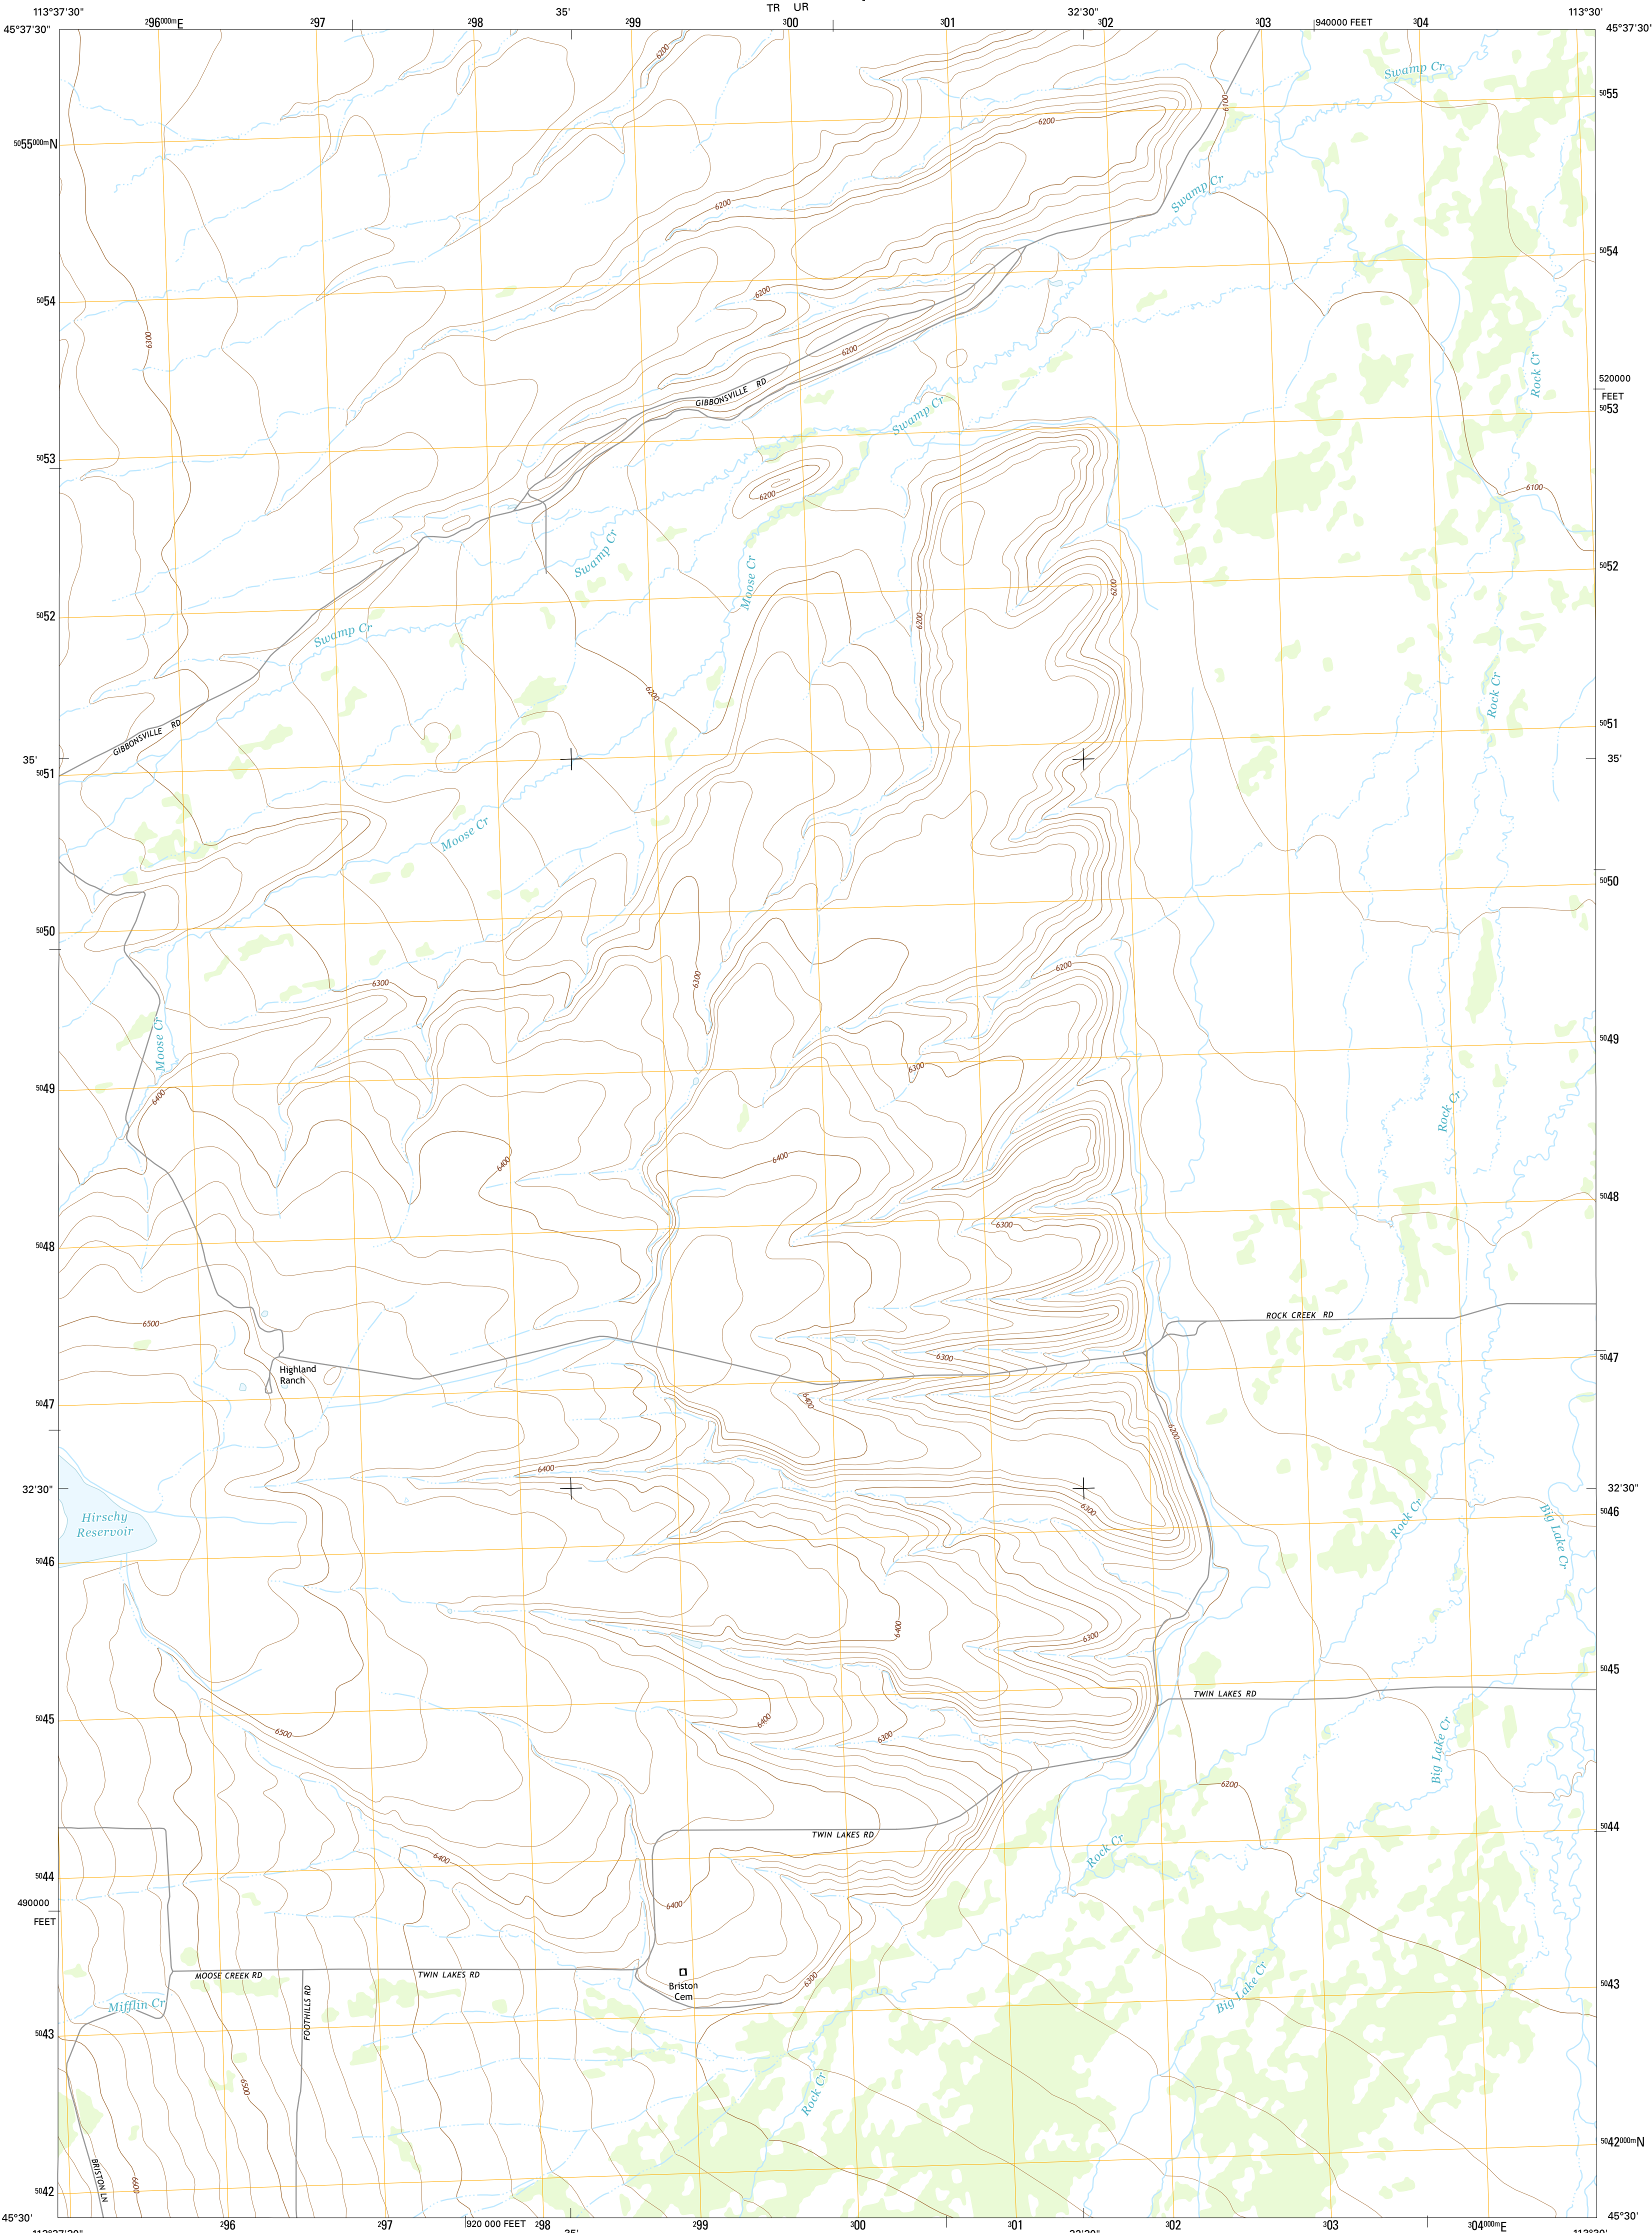 TR UR
113°37'30"
²96⁰⁰⁰ᵐE
²97
²98
35'
²99
³00
³01
32'30"
³02
³03
940000 FEET
³04
113°30'
45°37'30"
45°37'30"
6200
Swamp Cr
6100
⁵⁰55
6200
⁵⁰55⁰⁰⁰ᵐN
Swamp Cr
6200
⁵⁰54
6200
⁵⁰54
6300
6200
Rock Cr
520000
FEET
GIBBONSVILLE RD
Swamp Cr
⁵⁰53
⁵⁰53
6200
6100
Swamp Cr
Moose Cr
⁵⁰52
6200
6200
⁵⁰52
Swamp Cr
6200
Rock Cr
GIBBONSVILLE RD
⁵⁰51
35'
35'
⁵⁰51
Moose Cr
⁵⁰50
⁵⁰50
6200
6300
6300
Moose Cr
⁵⁰49
6300
⁵⁰49
6400
Rock Cr
6400
6400
⁵⁰48
6300
⁵⁰48
6500
ROCK CREEK RD
6300
⁵⁰47
Highland
Ranch
6400
⁵⁰47
6200
6400
32'30"
32'30"
6300
⁵⁰46
Hirschy
Reservoir
Rock Cr
Big Lake Cr
⁵⁰46
6400
6300
⁵⁰45
TWIN LAKES RD
⁵⁰45
6500
6400
6300
Big Lake Cr
6200
⁵⁰44
TWIN LAKES RD
Rock Cr
6400
⁵⁰44
490000
FEET
6400
MOOSE CREEK RD
TWIN LAKES RD
6300
⁵⁰43
Briston
Cem
Mifflin Cr
FOOTHILLS RD
Big Lake Cr
⁵⁰43
6500
Rock Cr
⁵⁰42⁰⁰⁰ᵐN
BRISTON LN
6600
⁵⁰42
45°30'
45°30'
²96
²97
920 000 FEET
²98
²99
³00
³01
³02
³03
³04⁰⁰⁰ᵐE